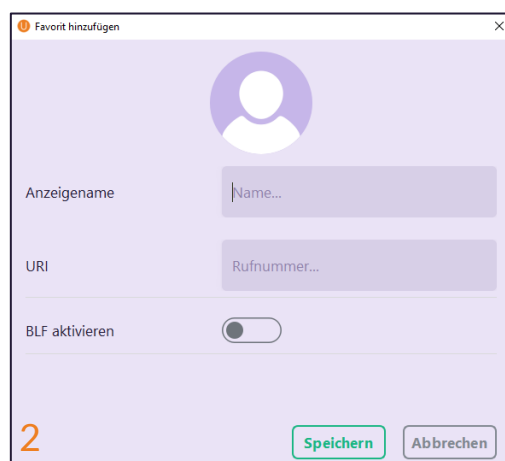 U Favorit hinzufügen
Anzeigename Name...
URI Rufnummer...
BLF aktivieren
2 Speichern Abbrechen